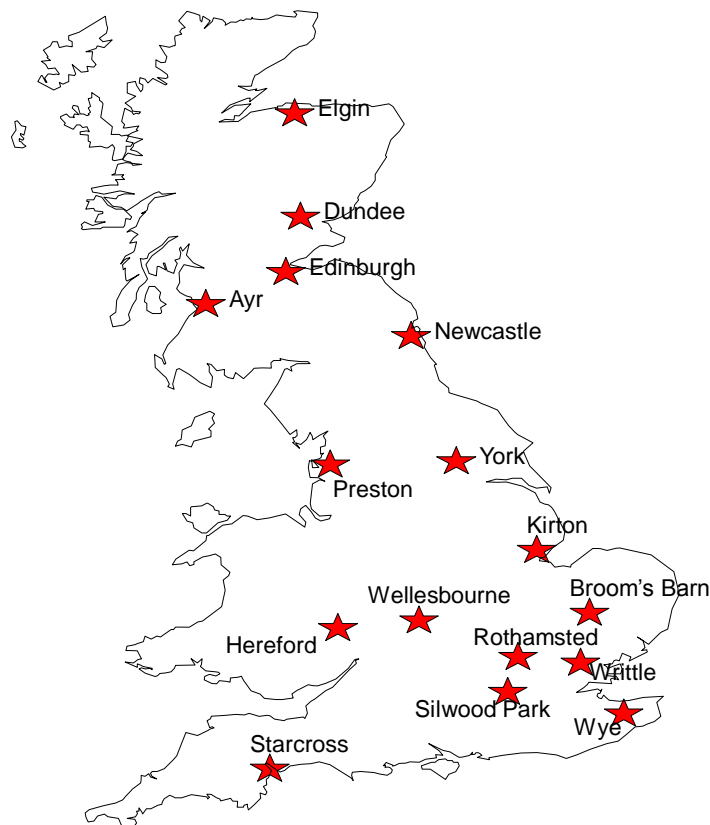 Elgin
Dundee
Edinburgh
Ayr
Newcastle
York
Preston
Kirton
Broom's Barn
Wellesbourne
Rothamsted
Hereford
Writtle
Silwood Park
Wye
Starcross